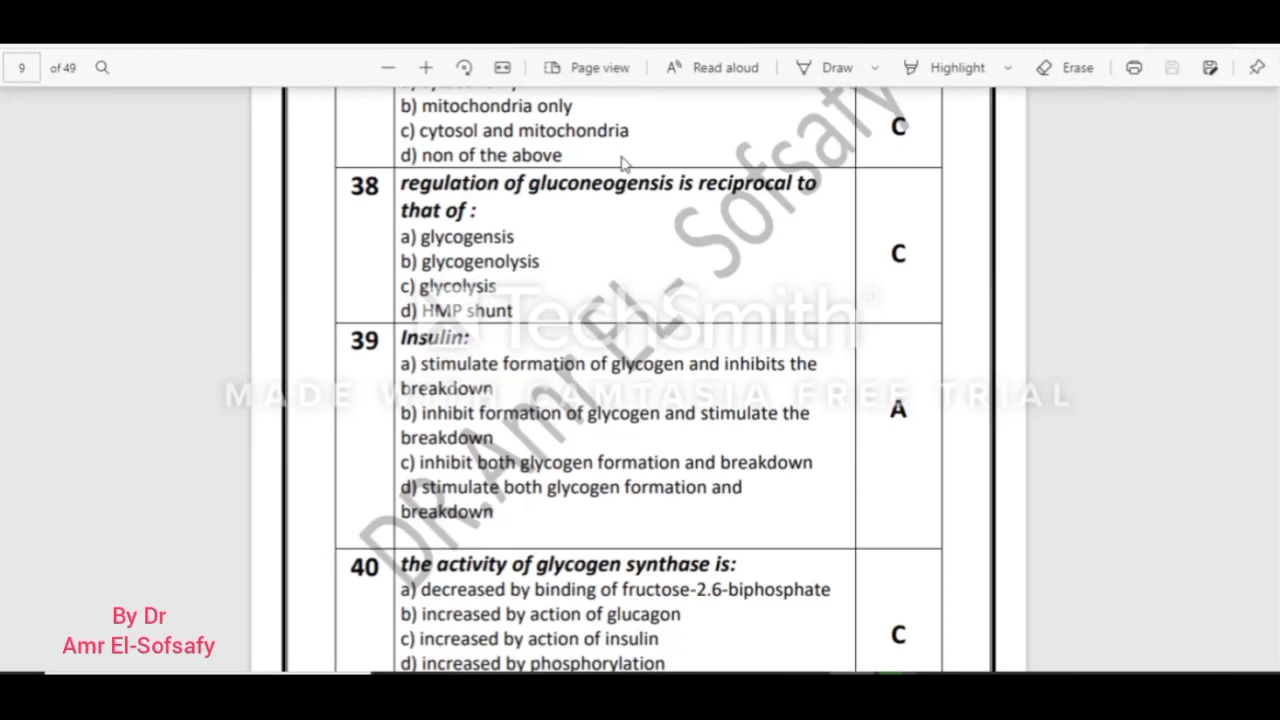 9 of 49 Page view Read aloud Draw Highlight Erase
b) mitochondria only
c) cytosol and mitochondria
d) non of the above
C
38 regulation of gluconeogensis is reciprocal to
that of :
a) glycogensis
b) glycogenolysis
c) glycolysis
d) HMP shunt
C
39 Insulin:
a) stimulate formation of glycogen and inhibits the
breakdown
b) inhibit formation of glycogen and stimulate the
breakdown
c) inhibit both glycogen formation and breakdown
d) stimulate both glycogen formation and
breakdown
A
40 the activity of glycogen synthase is:
a) decreased by binding of fructose-2.6-biphosphate
b) increased by action of glucagon
c) increased by action of insulin
d) increased by phosphorylation
C
DR.Amr EL- Sofsafy
TechSmith
MADE WITH CAMTASIA FREE TRIAL
By Dr
Amr El-Sofsafy